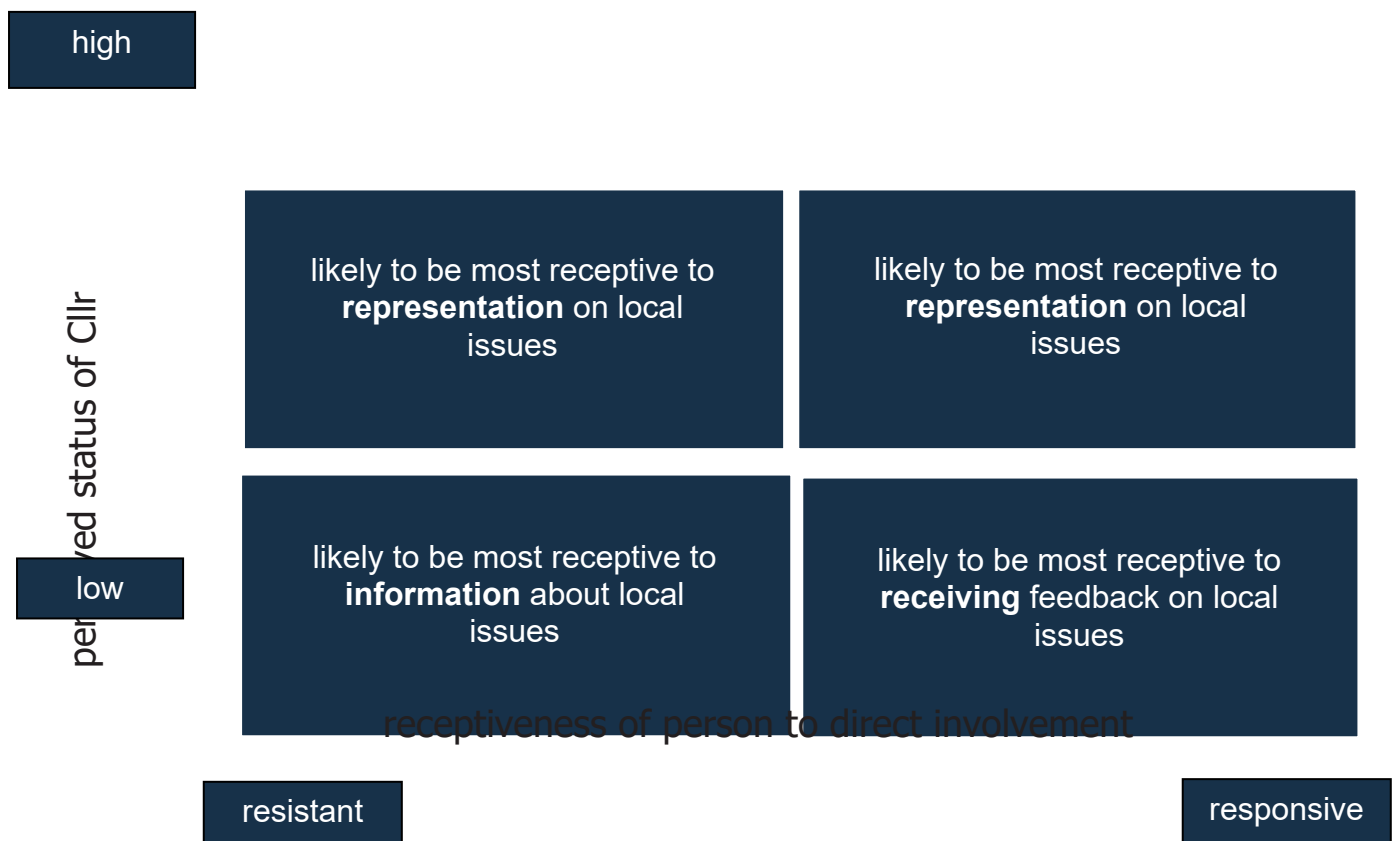 high
likely to be most receptive to
representation on local
issues
likely to be most receptive to
representation on local
issues
status of Cllr
low
likely to be most receptive to
information about local
issues
likely to be most receptive to
receiving feedback on local
issues
receptiveness of person to direct involvement
resistant
responsive